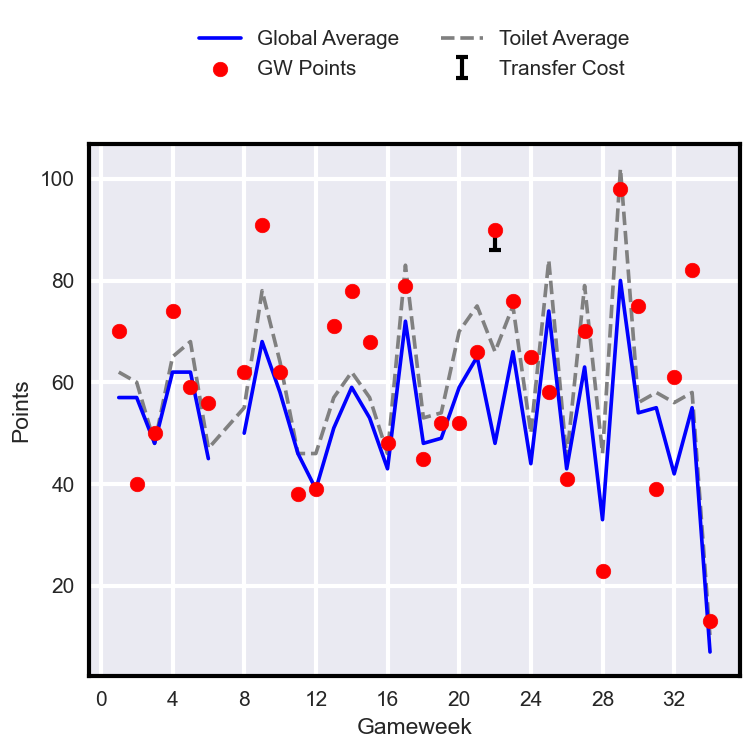 Global Average
Toilet Average
GW Points
Transfer Cost
100
80
60
40
20
Points
0 4 8 12 16 20 24 28 32
Gameweek